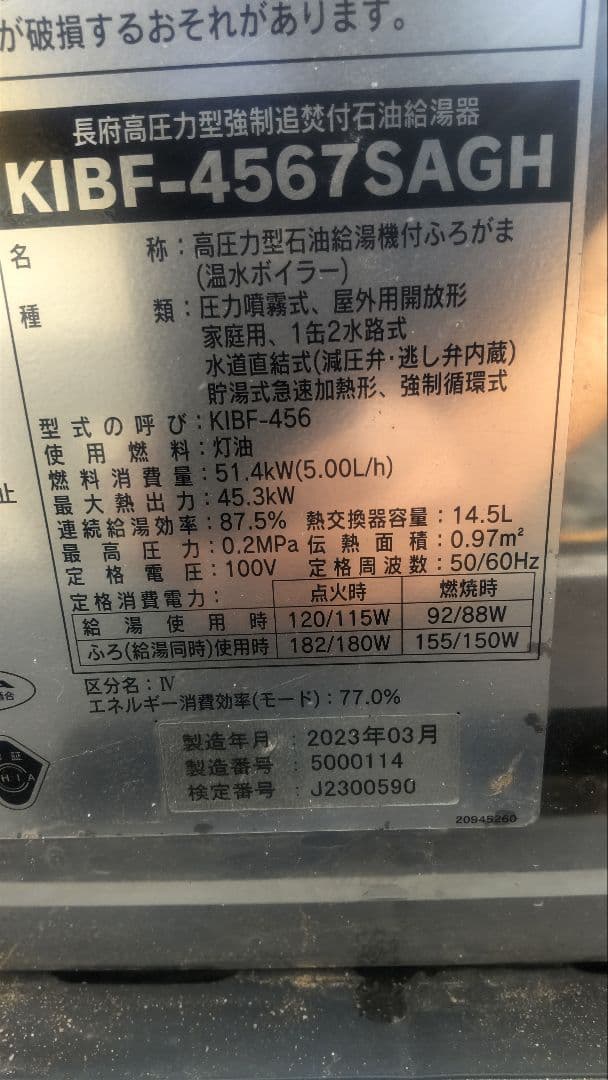 が破損するおそれがあります。
長府高圧力型強制追焚付石油給湯器
KIBF-4567SAGH
名称：高圧力型石油給湯機付ふろがま
(温水ボイラー)
種類：圧力噴霧式、屋外用開放形
家庭用、1缶2水路式
水道直結式(減圧弁・逃し弁内蔵)
貯湯式急速加熱形、強制循環式
型式の呼び：KIBF-456
使用燃料：灯油
止
燃料消費量：51.4kW(5.00L/h)
最大熱出力：45.3kW
連続給湯効率：87.5% 熱交換器容量：14.5L
最高圧力：0.2MPa 伝熱面積：0.97m²
定格電圧：100V 定格周波数：50/60Hz
定格消費電力： 点火時 燃焼時
給湯使用時 120/115W 92/88W
ふろ(給湯同時)使用時 182/180W 155/150W
区分名：Ⅳ
エネルギー消費効率(モード)：77.0%
製造年月：2023年03月
製造番号：5000114
検定番号：J2300590
20945260